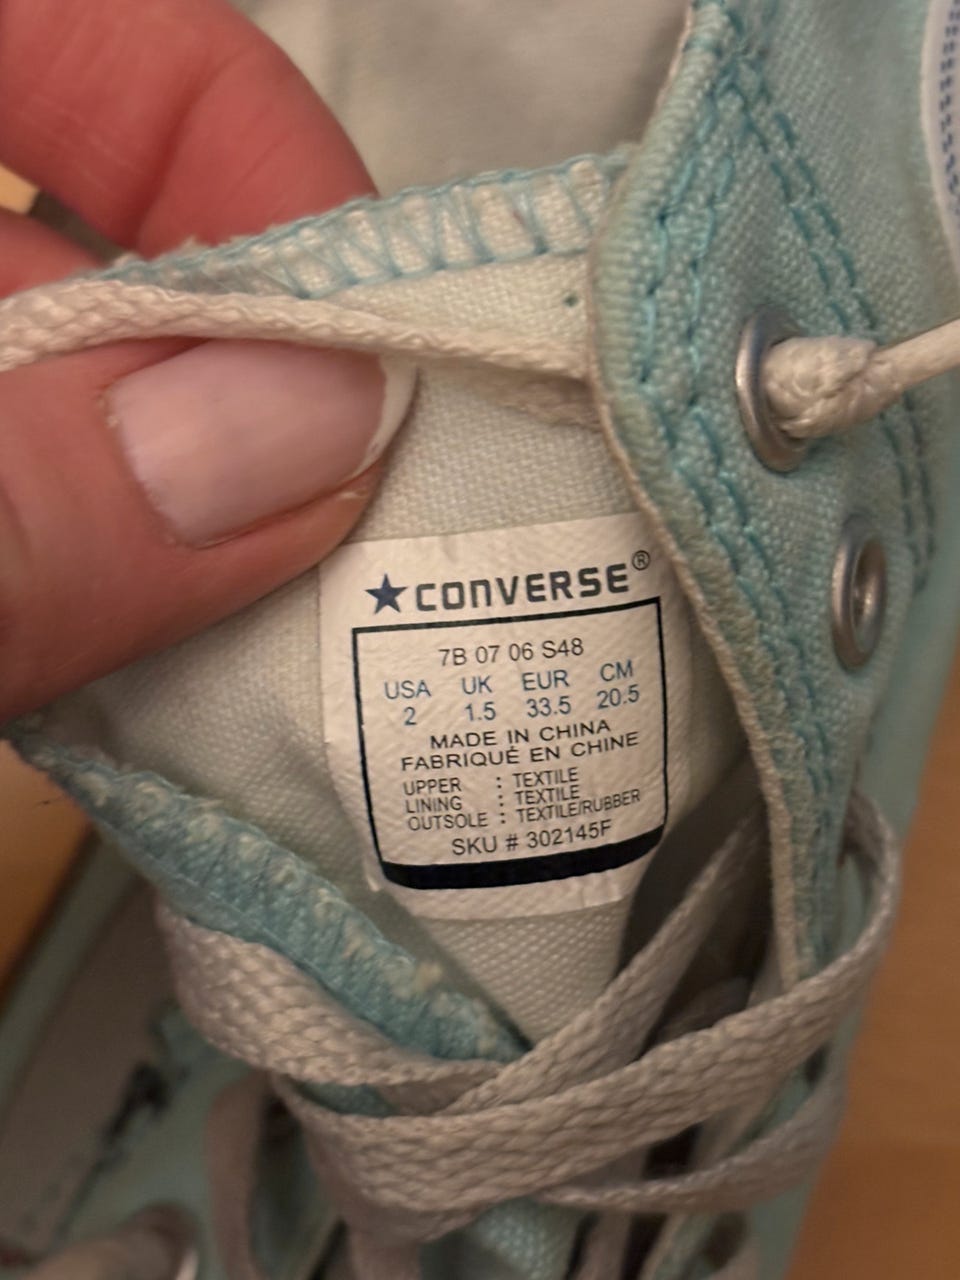 ★CONVERSE®
7B 07 06 S48
USA UK EUR CM
2 1.5 33.5 20.5
MADE IN CHINA
FABRIQUÉ EN CHINE
UPPER : TEXTILE
LINING : TEXTILE
OUTSOLE : TEXTILE/RUBBER
SKU # 302145F